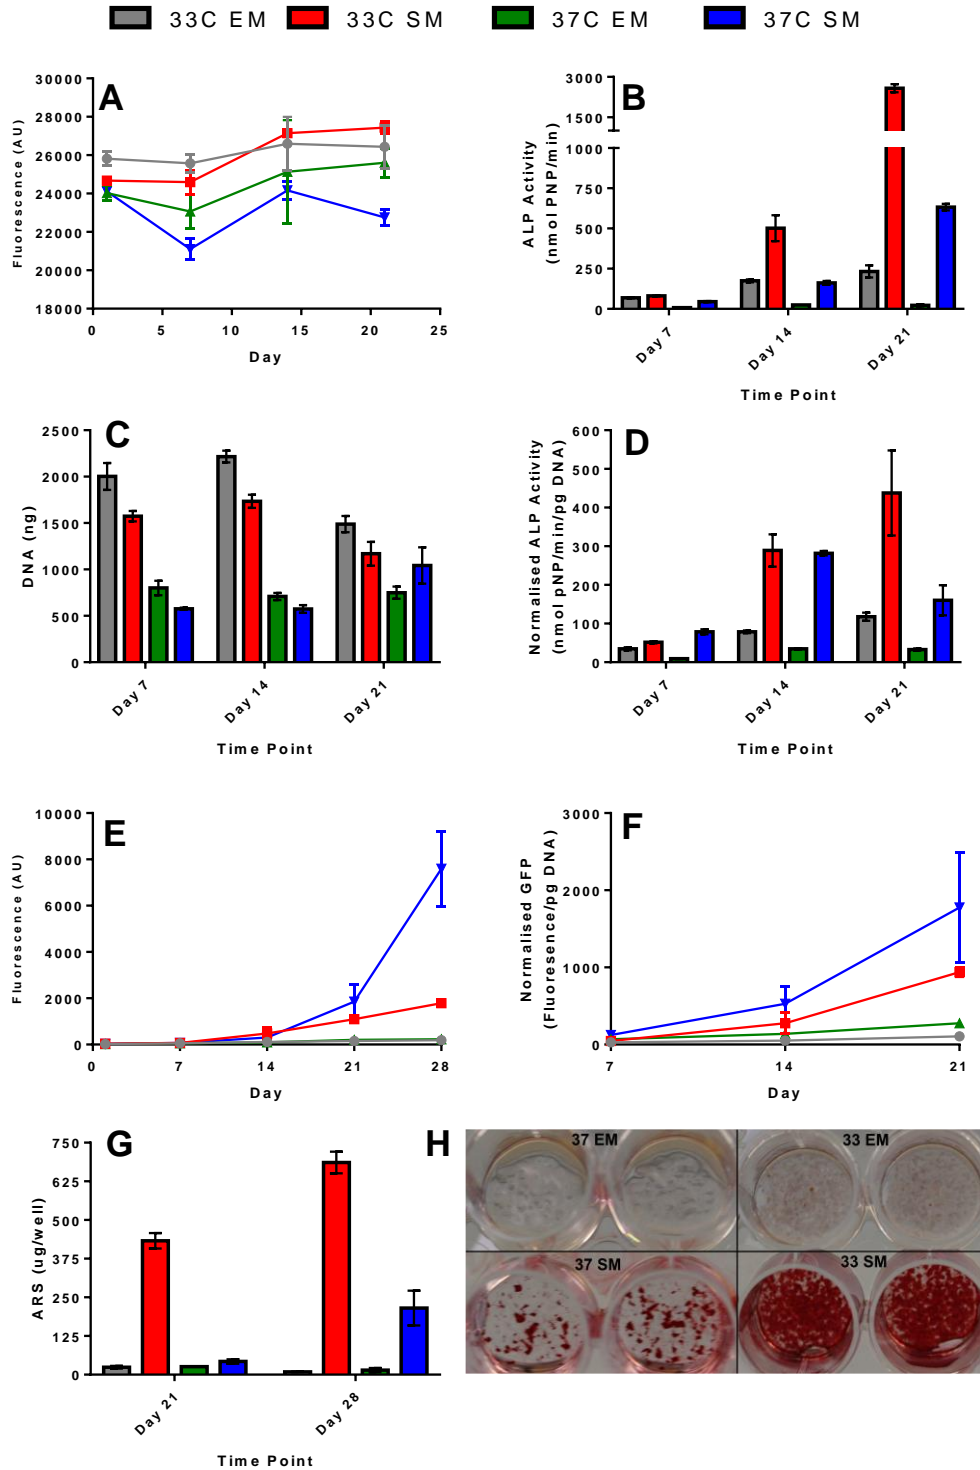 33C EM 33C SM 37C EM 37C SM
A
30000
28000
26000
24000
22000
20000
18000
Fluorescence (AU)
0 5 10 15 20 25
Day
B
3000
1500
1000
750
500
250
0
ALP Activity
(nmol PNP/min)
Day 7 Day 14 Day 21
Time Point
C
2500
2000
1500
1000
500
0
DNA (ng)
Day 7 Day 14 Day 21
Time Point
D
600
500
400
300
200
100
0
Normalised ALP Activity
(nmol pNP/min/pg DNA)
Day 7 Day 14 Day 21
Time Point
E
10000
8000
6000
4000
2000
0
Fluorescence (AU)
0 7 14 21 28
Day
F
3000
2000
1000
0
Normalised GFP
(Fluoresence/pg DNA)
7 14 21
Day
G
750
625
500
375
250
125
0
ARS (ug/well)
Day 21 Day 28
Time Point
H
37 EM 33 EM
37 SM 33 SM